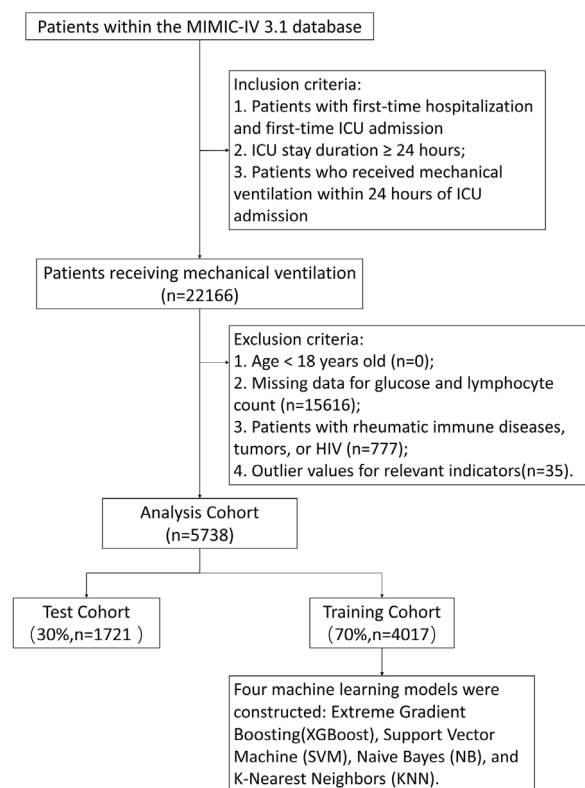 Patients within the MIMIC-IV 3.1 database
Inclusion criteria:
1. Patients with first-time hospitalization
and first-time ICU admission
2. ICU stay duration ≥ 24 hours;
3. Patients who received mechanical
ventilation within 24 hours of ICU
admission
Patients receiving mechanical ventilation
(n=22166)
Exclusion criteria:
1. Age < 18 years old (n=0);
2. Missing data for glucose and lymphocyte
count (n=15616);
3. Patients with rheumatic immune diseases,
tumors, or HIV (n=777);
4. Outlier values for relevant indicators(n=35).
Analysis Cohort
(n=5738)
Test Cohort
（30%,n=1721 ）
Training Cohort
（70%,n=4017）
Four machine learning models were
constructed: Extreme Gradient
Boosting(XGBoost), Support Vector
Machine (SVM), Naive Bayes (NB), and
K-Nearest Neighbors (KNN).